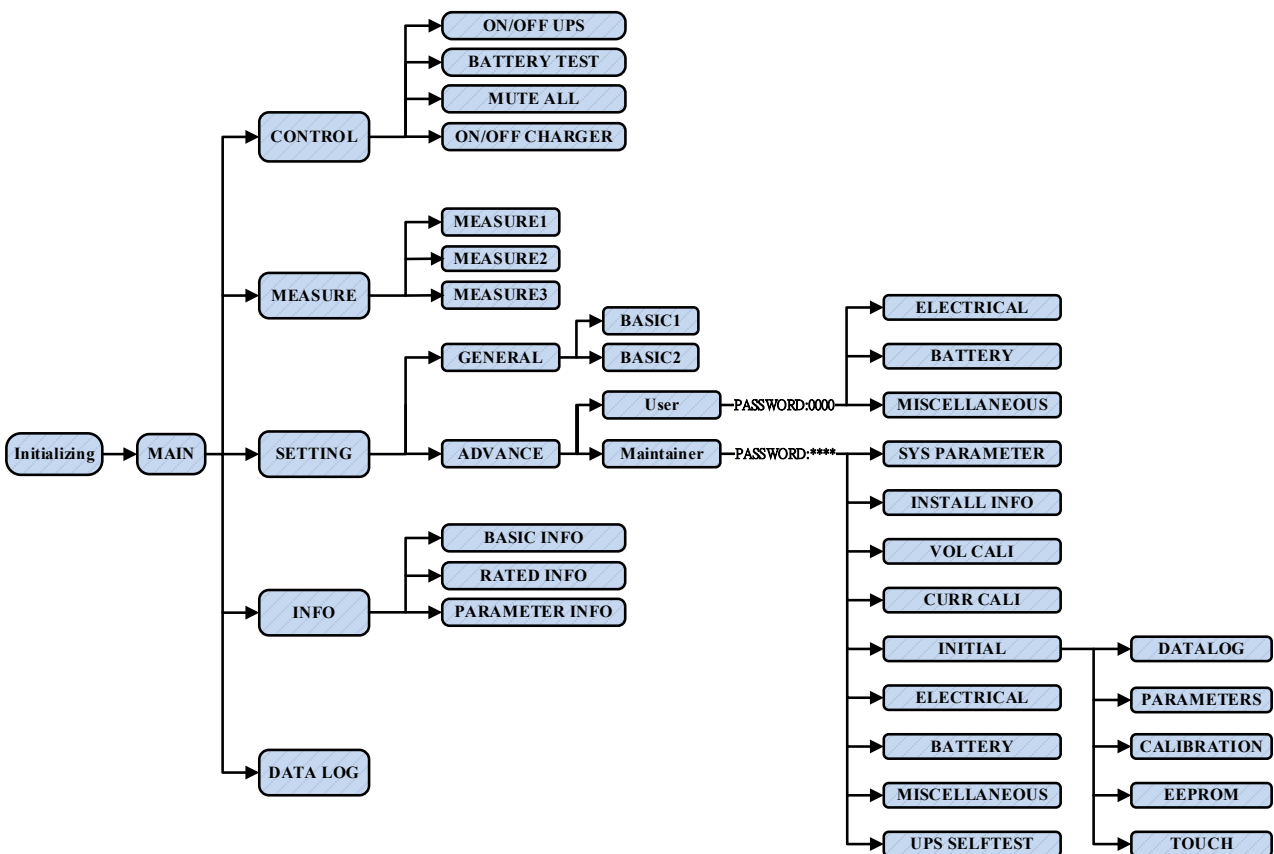 ON/OFF UPS
BATTERY TEST
MUTE ALL
CONTROL
ON/OFF CHARGER
MEASURE1
MEASURE2
MEASURE
MEASURE3
ELECTRICAL
BASIC1
GENERAL
BASIC2
BATTERY
User
PASSWORD:0000
MISCELLANEOUS
Initializing
MAIN
SETTING
ADVANCE
Maintainer
PASSWORD:****
SYS PARAMETER
INSTALL INFO
BASIC INFO
VOL CALI
RATED INFO
CURR CALI
INFO
PARAMETER INFO
INITIAL
DATALOG
ELECTRICAL
PARAMETERS
BATTERY
CALIBRATION
DATA LOG
MISCELLANEOUS
EEPROM
UPS SELFTEST
TOUCH